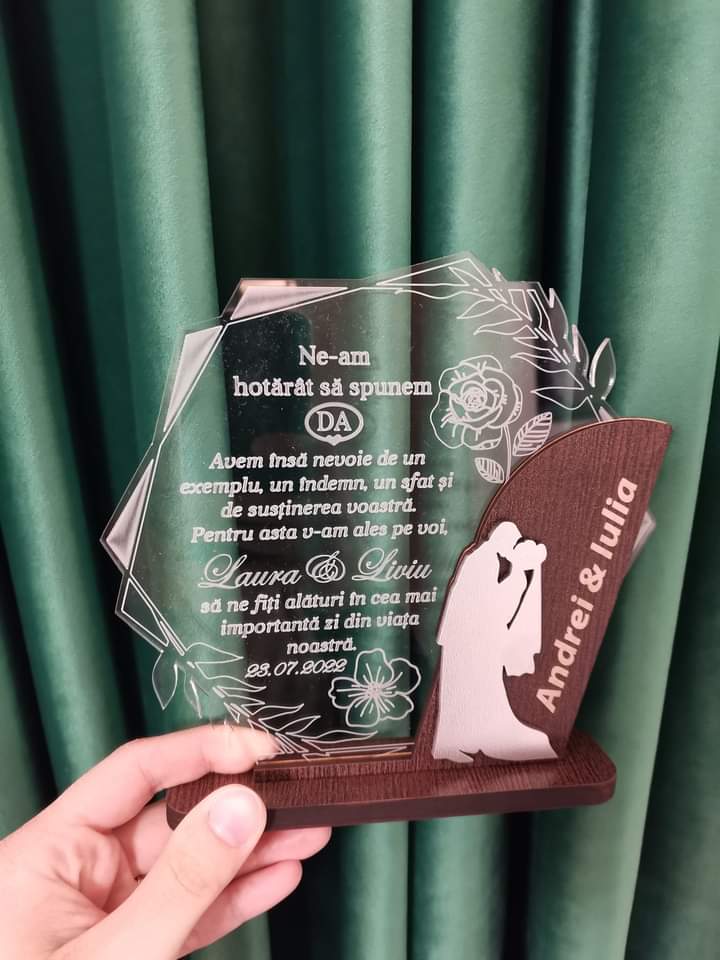 Ne-am
hotărât să spunem
DA
Avem însă nevoie de un
exemplu, un îndemn, un sfat și
de susținerea voastră.
Pentru asta v-am ales pe voi,
Laura & Liviu
să ne fiți alături în cea mai
importantă zi din viața
noastră.
23.07.2022
Andrei & Iulia